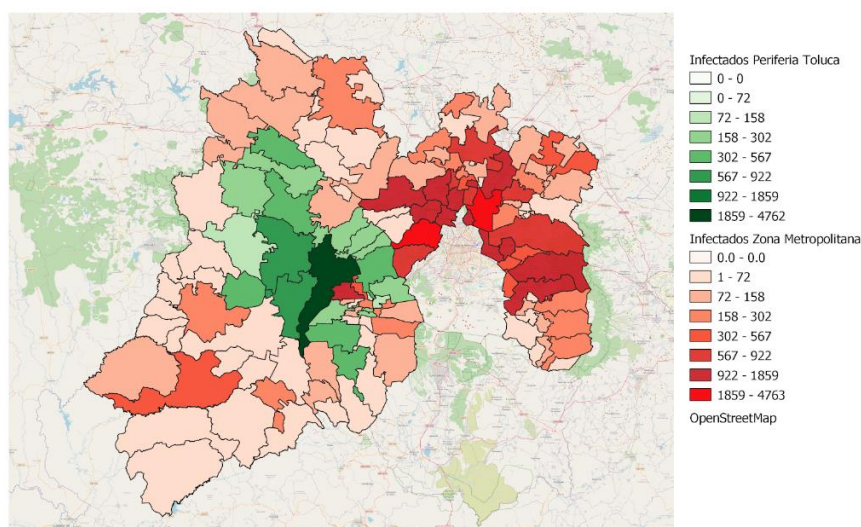 Infectados Periferia Toluca
0 - 0
0 - 72
72 - 158
158 - 302
302 - 567
567 - 922
922 - 1859
1859 - 4762
Infectados Zona Metropolitana
0.0 - 0.0
1 - 72
72 - 158
158 - 302
302 - 567
567 - 922
922 - 1859
1859 - 4763
OpenStreetMap